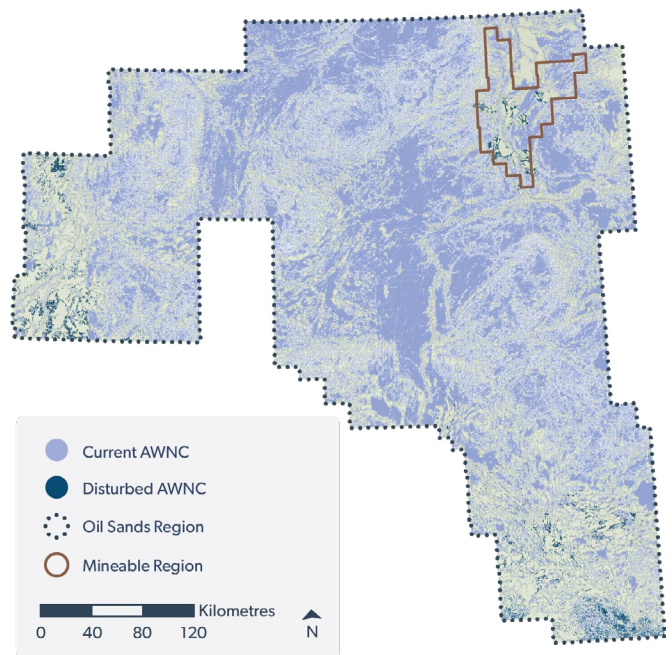 Current AWNC
Disturbed AWNC
Oil Sands Region
Mineable Region
Kilometres
0 40 80 120 N